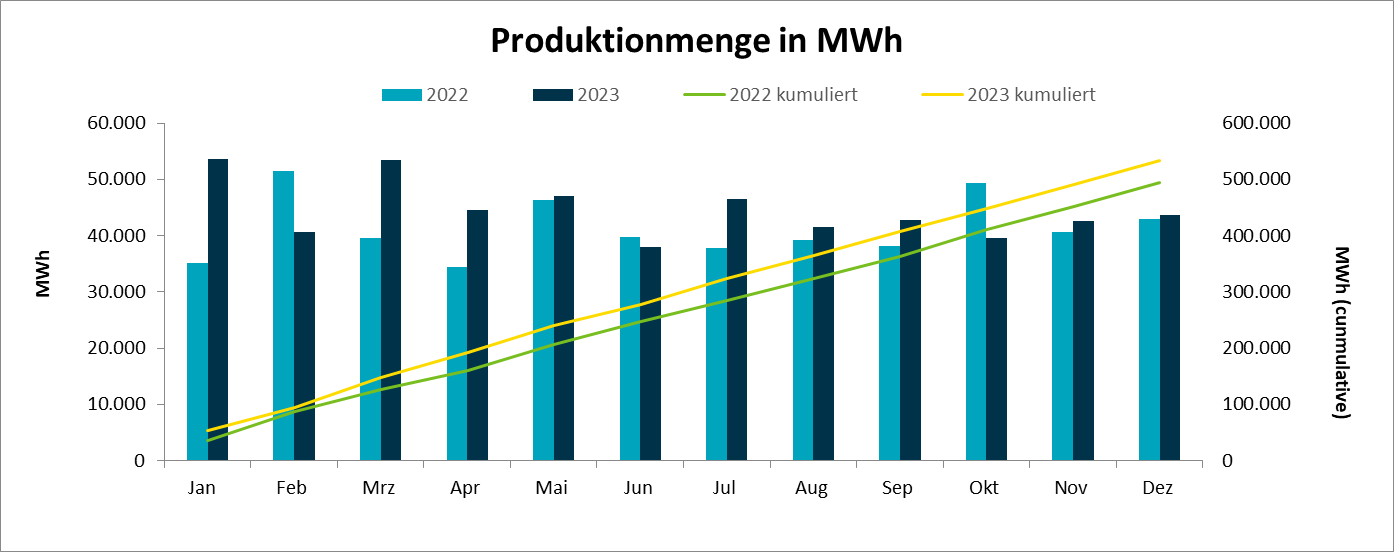 Produktionmenge in MWh
2022 2023 2022 kumuliert 2023 kumuliert
60.000 600.000
50.000 500.000
40.000 400.000
30.000 300.000
20.000 200.000
10.000 100.000
0 0
MWh
MWh (cunmulative)
Jan Feb Mrz Apr Mai Jun Jul Aug Sep Okt Nov Dez